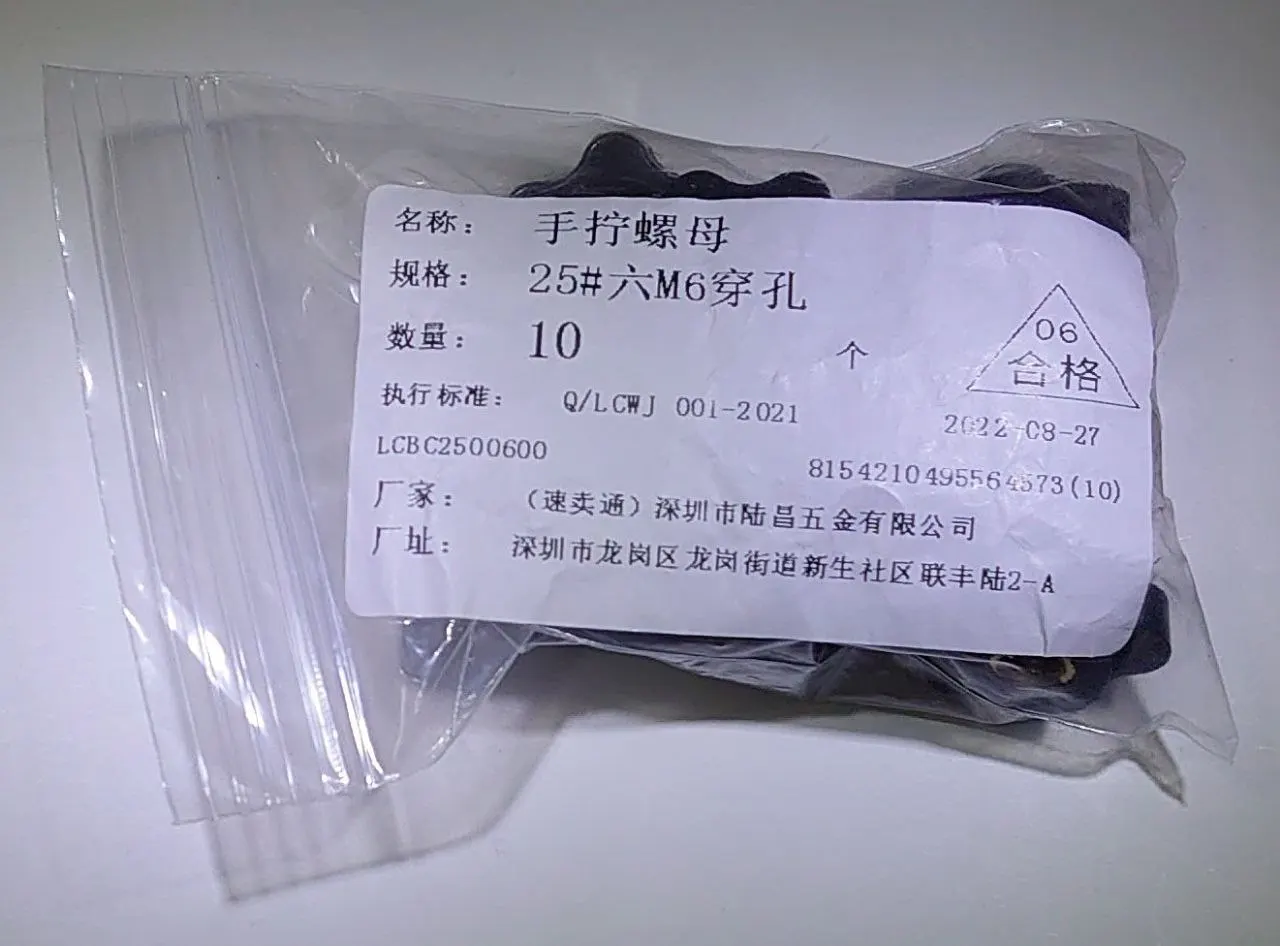 名称： 手拧螺母
规格： 25#六M6穿孔
数量： 10 个
06
合格
执行标准： Q/LCWJ 001-2021
2022-08-27
LCBC2500600
8154210495564573(10)
厂家： （速卖通）深圳市陆昌五金有限公司
厂址： 深圳市龙岗区龙岗街道新生社区联丰陆2-A